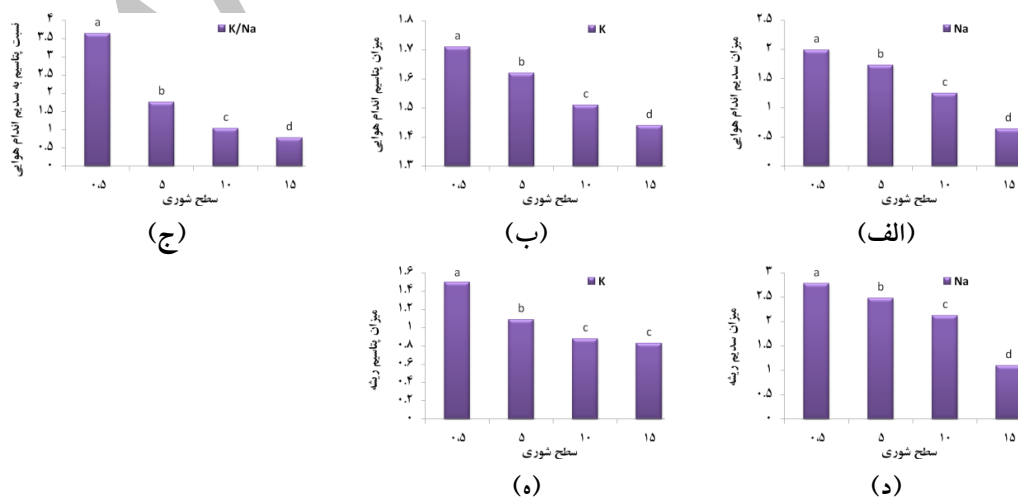 Na
میزان سدیم اندام هوایی
۲.۵
۲
۱.۵
۱
۰.۵
۰
a
b
c
d
۰.۵ ۵ ۱۰ ۱۵
سطح شوری
(الف)
K
میزان پتاسیم اندام هوایی
۱.۸
۱.۷
۱.۶
۱.۵
۱.۴
۱.۳
a
b
c
d
۰.۵ ۵ ۱۰ ۱۵
سطح شوری
(ب)
K/Na
نسبت پتاسیم به سدیم اندام هوایی
۴
۳.۵
۳
۲.۵
۲
۱.۵
۱
۰.۵
۰
a
b
c
d
۰.۵ ۵ ۱۰ ۱۵
سطح شوری
(ج)
Na
میزان سدیم ریشه
۳
۲.۵
۲
۱.۵
۱
۰.۵
۰
a
b
c
d
۰.۵ ۵ ۱۰ ۱۵
سطح شوری
(د)
K
میزان پتاسیم ریشه
۱.۶
۱.۴
۱.۲
۱
۰.۸
۰.۶
۰.۴
۰.۲
۰
a
b
c
c
۰.۵ ۵ ۱۰ ۱۵
سطح شوری
(ه)